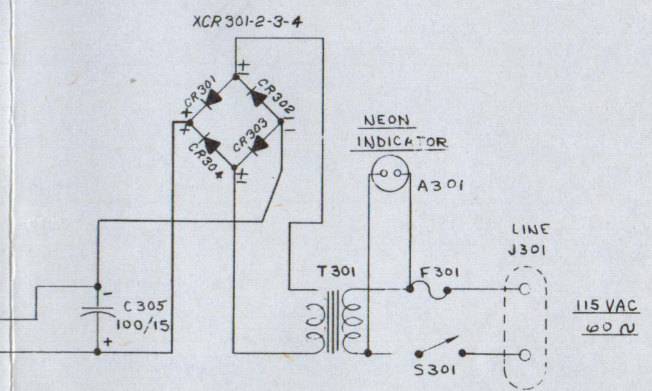 XCR301-2-3-4
±
CR301
CR302
+
−
CR304
CR303
±
NEON
INDICATOR
A301
LINE
J301
T301
F301
−
C305
100/15
+
115 VAC
60 ~
S301